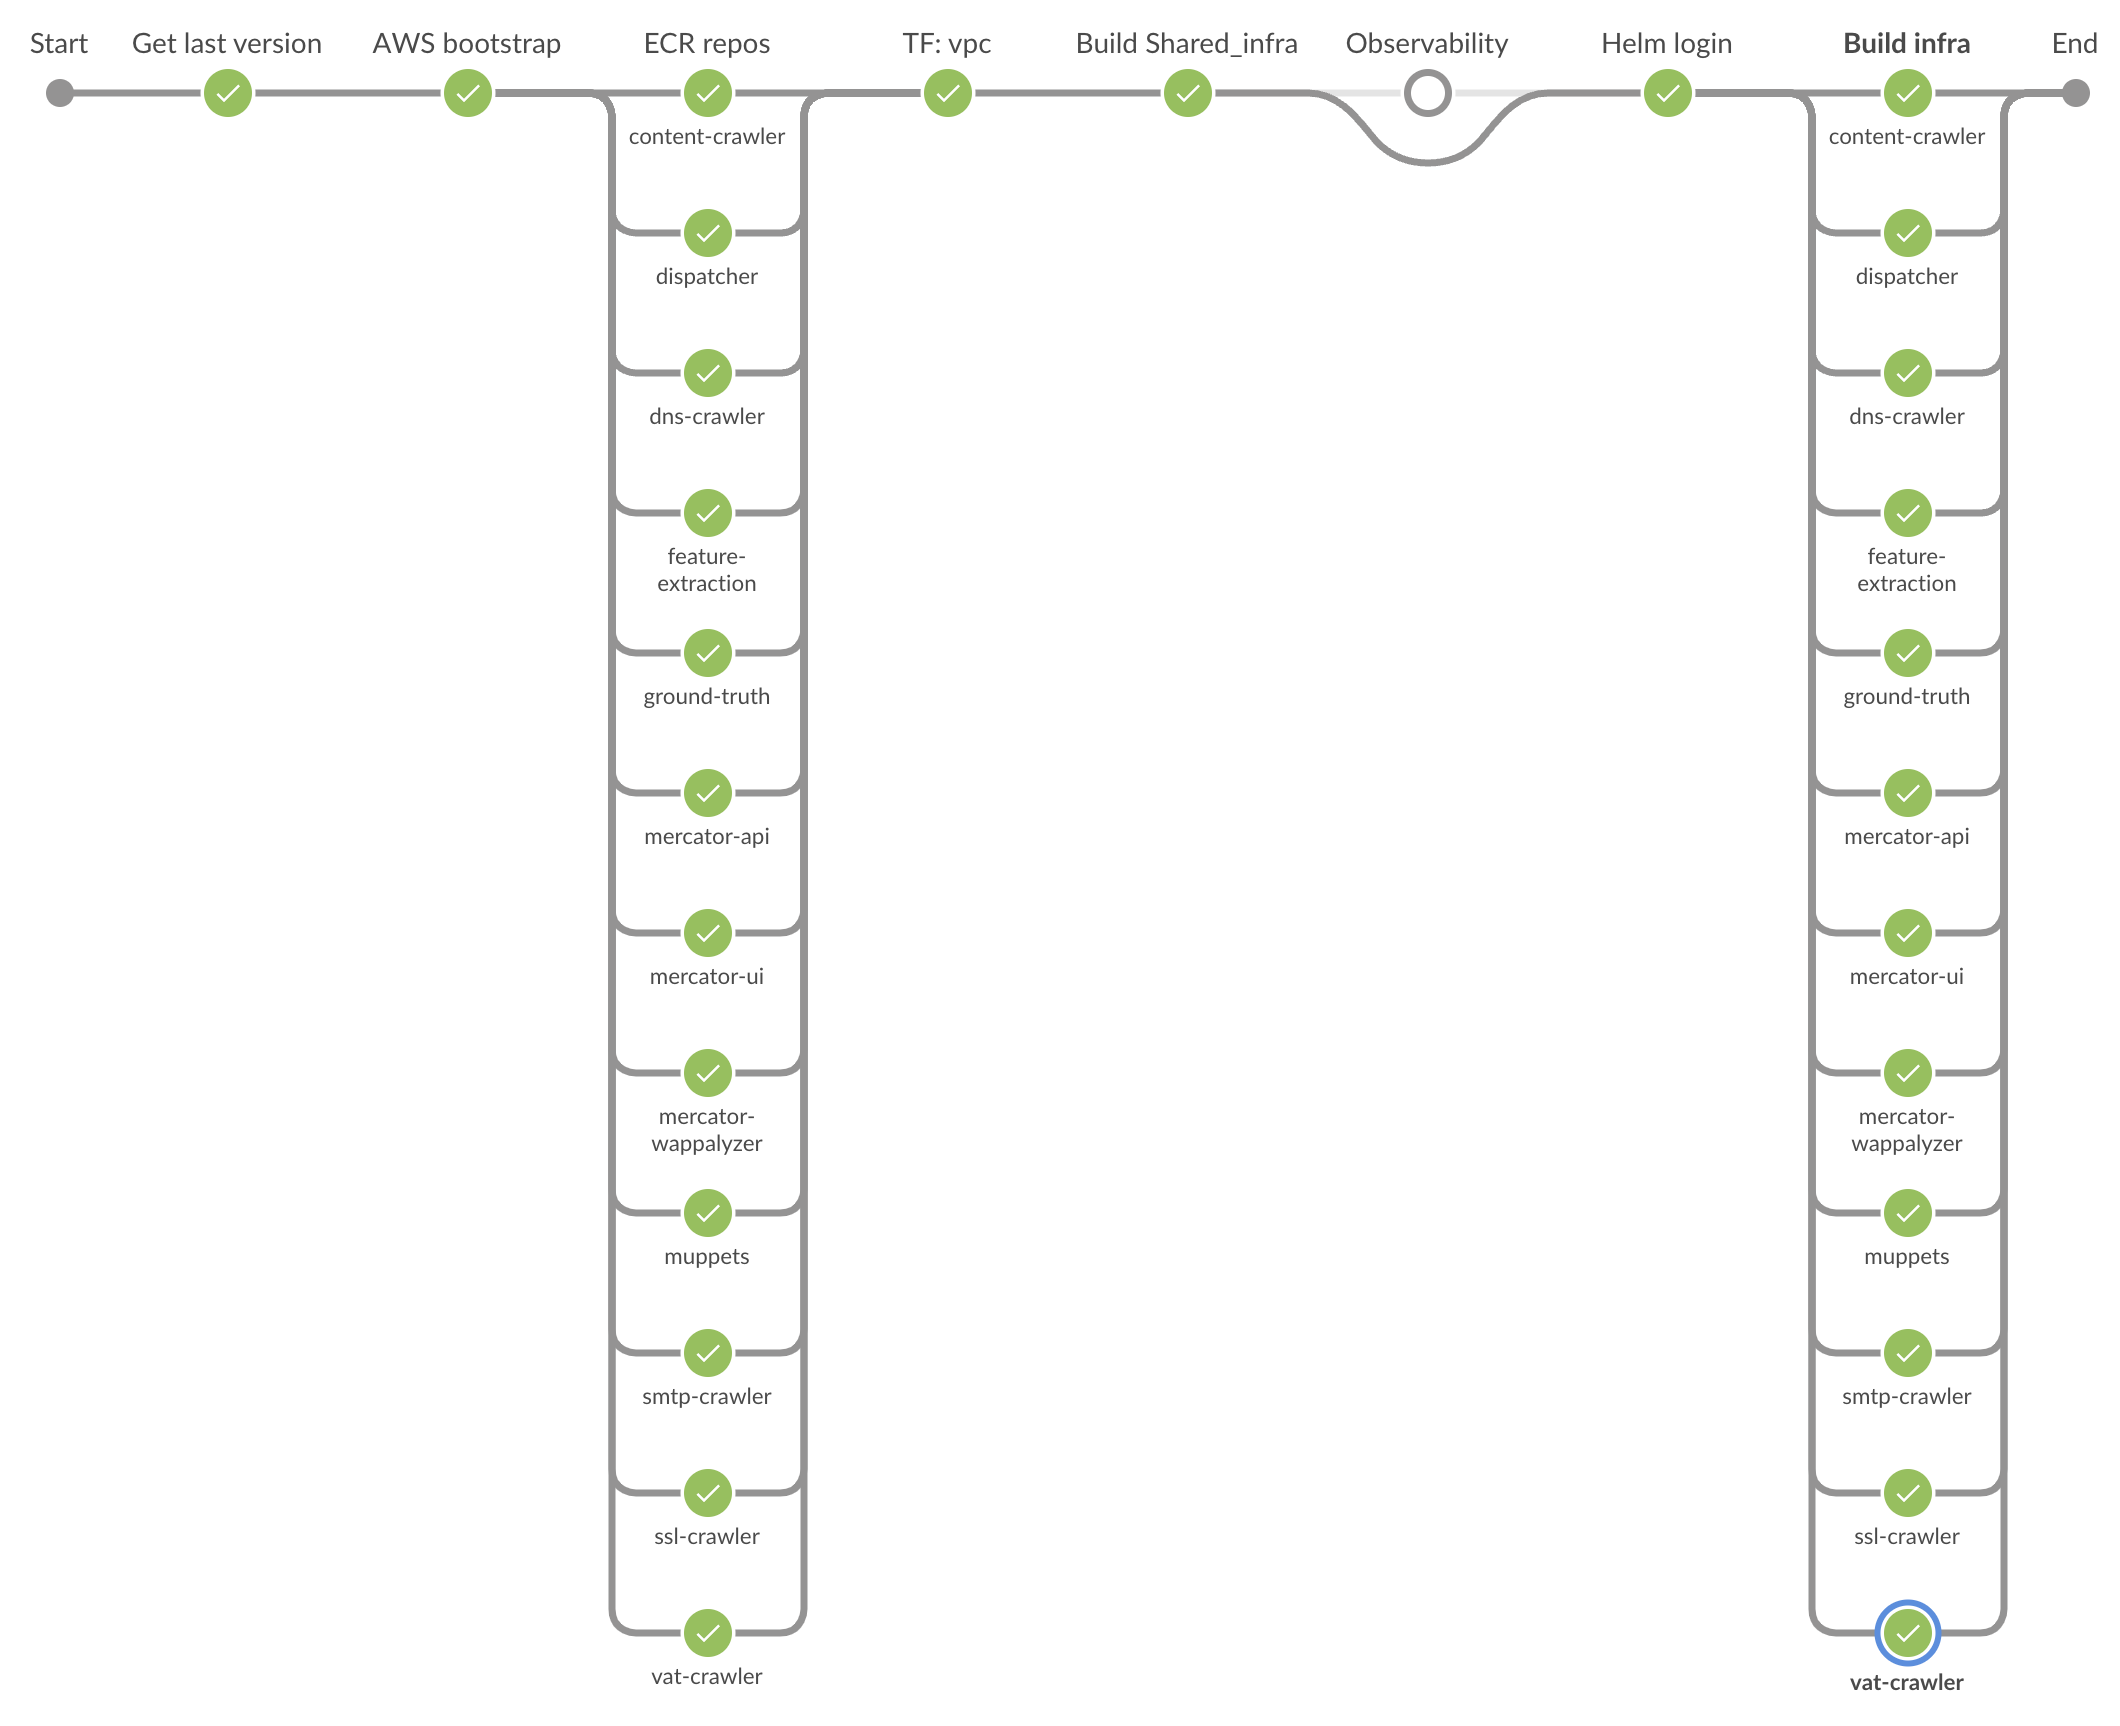 Start
Get last version
AWS bootstrap
ECR repos
TF: vpc
Build Shared_infra
Observability
Helm login
Build infra
End
content-crawler
dispatcher
dns-crawler
feature-
extraction
ground-truth
mercator-api
mercator-ui
mercator-
wappalyzer
muppets
smtp-crawler
ssl-crawler
vat-crawler
content-crawler
dispatcher
dns-crawler
feature-
extraction
ground-truth
mercator-api
mercator-ui
mercator-
wappalyzer
muppets
smtp-crawler
ssl-crawler
vat-crawler